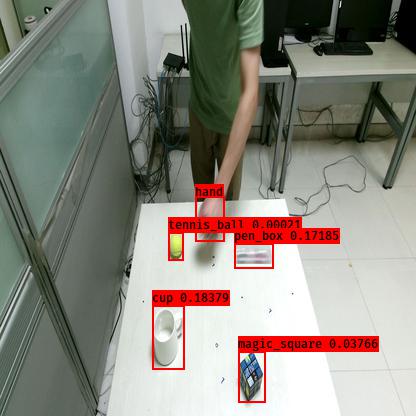 hand
tennis_ball 0.00021
pen_box 0.17185
cup 0.18379
magic_square 0.03766